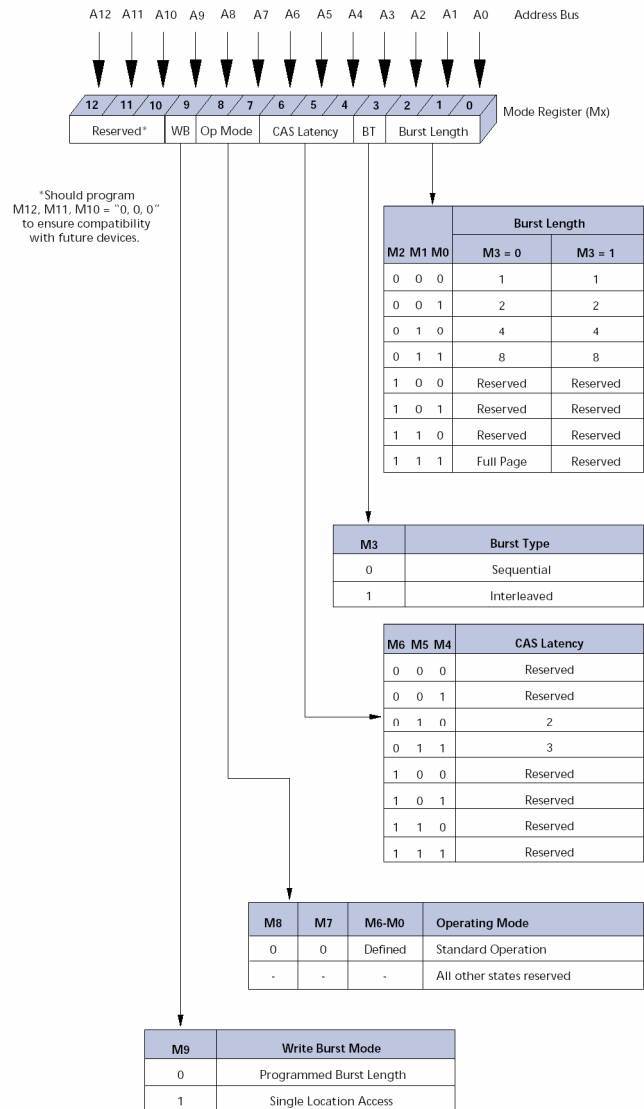 A12 A11 A10 A9 A8 A7 A6 A5 A4 A3 A2 A1 A0 Address Bus
12 11 10 9 8 7 6 5 4 3 2 1 0
Mode Register (Mx)
Reserved* WB Op Mode CAS Latency BT Burst Length
*Should program
M12, M11, M10 = "0, 0, 0"
to ensure compatibility
with future devices.
Burst Length
M2 M1 M0 M3 = 0 M3 = 1
0 0 0 1 1
0 0 1 2 2
0 1 0 4 4
0 1 1 8 8
1 0 0 Reserved Reserved
1 0 1 Reserved Reserved
1 1 0 Reserved Reserved
1 1 1 Full Page Reserved
M3 Burst Type
0 Sequential
1 Interleaved
M6 M5 M4 CAS Latency
0 0 0 Reserved
0 0 1 Reserved
0 1 0 2
0 1 1 3
1 0 0 Reserved
1 0 1 Reserved
1 1 0 Reserved
1 1 1 Reserved
M8 M7 M6-M0 Operating Mode
0 0 Defined Standard Operation
- - - All other states reserved
M9 Write Burst Mode
0 Programmed Burst Length
1 Single Location Access